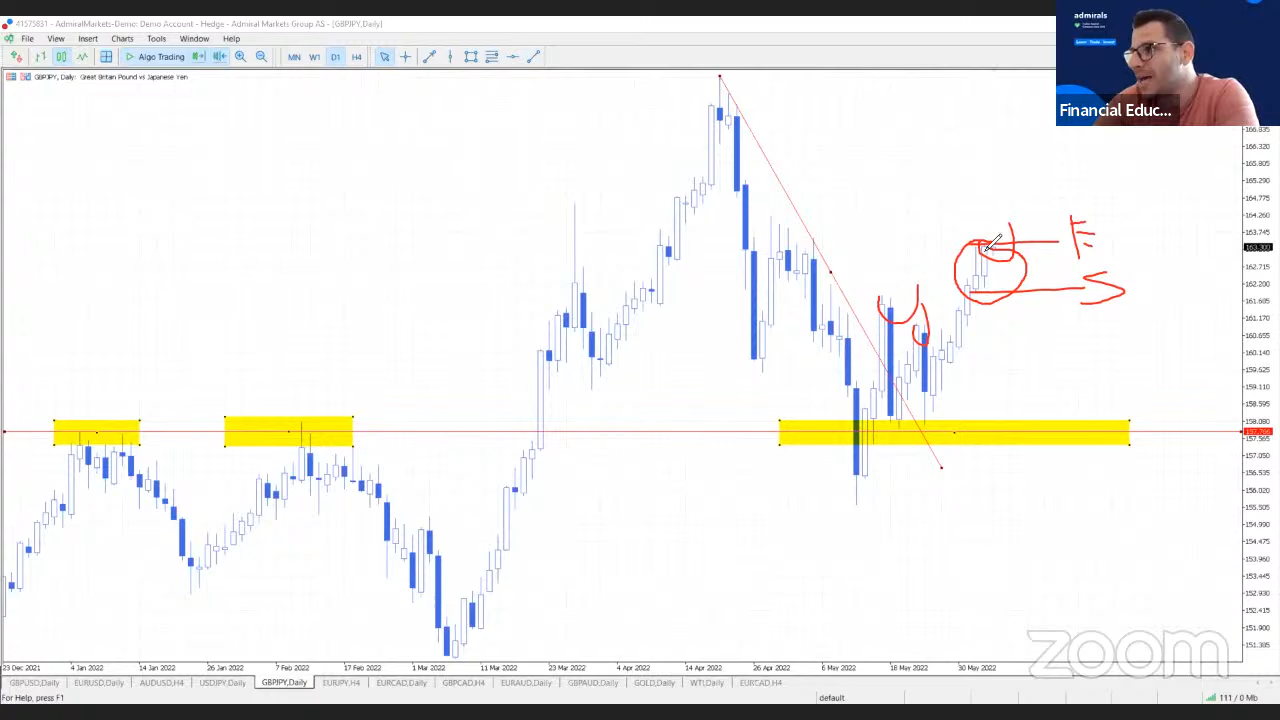 41575851 - AdmiralMarkets-Demo: Demo Account - Hedge - Admiral Markets Group AS - [GBPJPY,Daily]
File View Insert Charts Tools Window Help
Algo Trading MN W1 D1 H4
GBPJPY, Daily: Great Britain Pound vs Japanese Yen
admirals
Financial Educ...
166.835
166.320
165.805
165.290
164.775
164.260
163.745
163.300
162.715
162.200
161.605
161.170
160.655
160.140
159.625
159.110
158.595
158.080
157.565
157.050
156.535
156.020
155.505
154.990
154.475
153.960
153.445
152.930
152.415
151.900
151.305
E
S
23 Dec 2021 4 Jan 2022 14 Jan 2022 26 Jan 2022 7 Feb 2022 17 Feb 2022 1 Mar 2022 11 Mar 2022 23 Mar 2022 4 Apr 2022 14 Apr 2022 26 Apr 2022 6 May 2022 18 May 2022 30 May 2022
zoom
GBPUSD,Daily EURUSD,Daily AUDUSD,H4 USDJPY,Daily GBPJPY,Daily EURJPY,H4 EURCAD,Daily GBPCAD,H4 EURAUD,Daily GBPAUD,Daily GOLD,Daily WTI,Daily EURCAD,H4
For Help, press F1 default 111 / 0 Mb